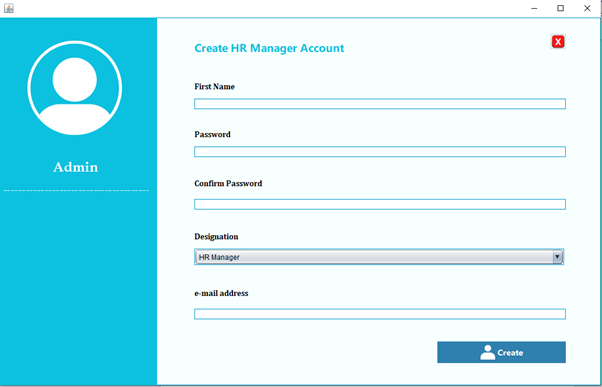 Create HR Manager Account
X
First Name
Password
Admin
Confirm Password
Designation
HR Manager
e-mail address
Create